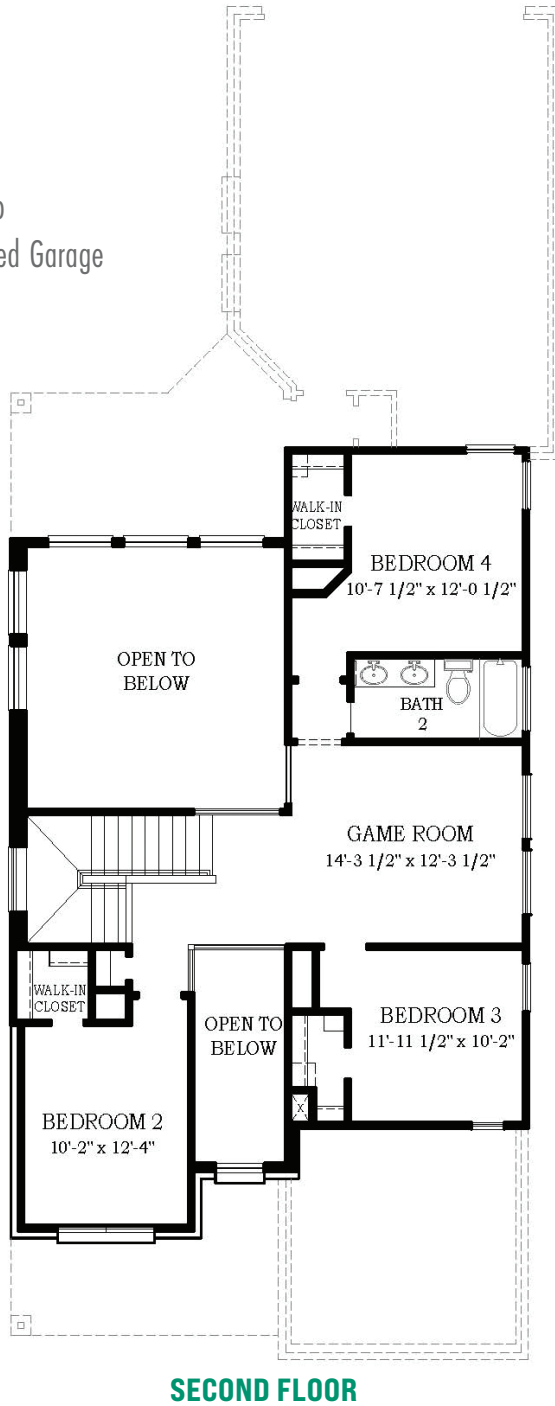 ed Garage
WALK-IN
CLOSET
BEDROOM 4
10'-7 1/2" x 12'-0 1/2"
OPEN TO
BELOW
BATH
2
GAME ROOM
14'-3 1/2" x 12'-3 1/2"
WALK-IN
CLOSET
OPEN TO
BELOW
BEDROOM 3
11'-11 1/2" x 10'-2"
X
BEDROOM 2
10'-2" x 12'-4"
SECOND FLOOR